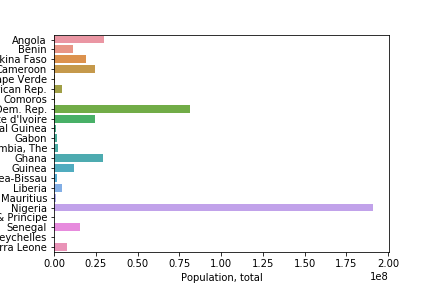 Angola
Benin
kina Faso
Cameroon
ape Verde
ican Rep.
Comoros
Dem. Rep.
e d'Ivoire
al Guinea
Gabon
mbia, The
Ghana
Guinea
ea-Bissau
Liberia
Mauritius
Nigeria
& Principe
Senegal
eychelles
rra Leone
0.00 0.25 0.50 0.75 1.00 1.25 1.50 1.75 2.00
Population, total
1e8